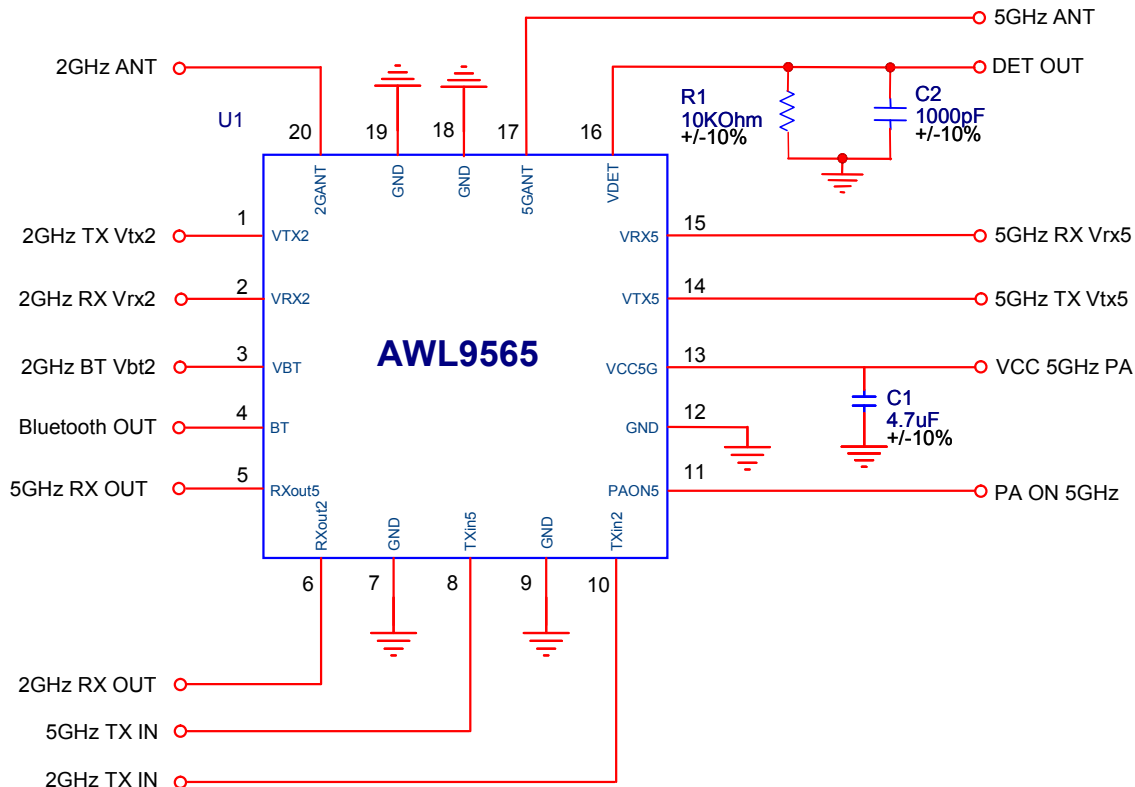 5GHz ANT
2GHz ANT
DET OUT
R1
10KOhm
+/-10%
C2
1000pF
+/-10%
U1
20
19
18
17
16
2GANT
GND
GND
5GANT
VDET
2GHz TX Vtx2
1
VTX2
VRX5
15
5GHz RX Vrx5
2GHz RX Vrx2
2
VRX2
VTX5
14
5GHz TX Vtx5
AWL9565
2GHz BT Vbt2
3
VBT
VCC5G
13
VCC 5GHz PA
C1
4.7uF
+/-10%
Bluetooth OUT
4
BT
GND
12
5GHz RX OUT
5
RXout5
PAON5
11
PA ON 5GHz
RXout2
GND
TXin5
GND
TXin2
6
7
8
9
10
2GHz RX OUT
5GHz TX IN
2GHz TX IN